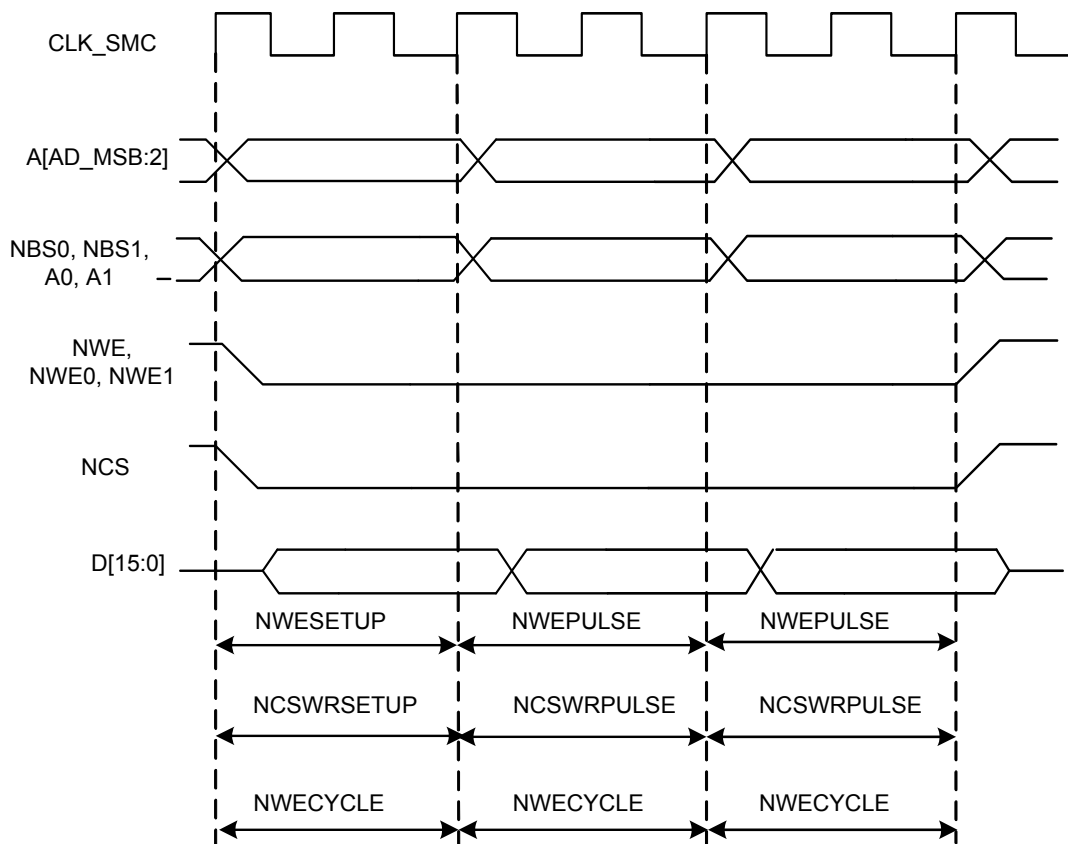 CLK_SMC
A[AD_MSB:2]
NBS0, NBS1,
A0, A1
NWE,
NWE0, NWE1
NCS
D[15:0]
NWESETUP NWEPULSE NWEPULSE
NCSWRSETUP NCSWRPULSE NCSWRPULSE
NWECYCLE NWECYCLE NWECYCLE